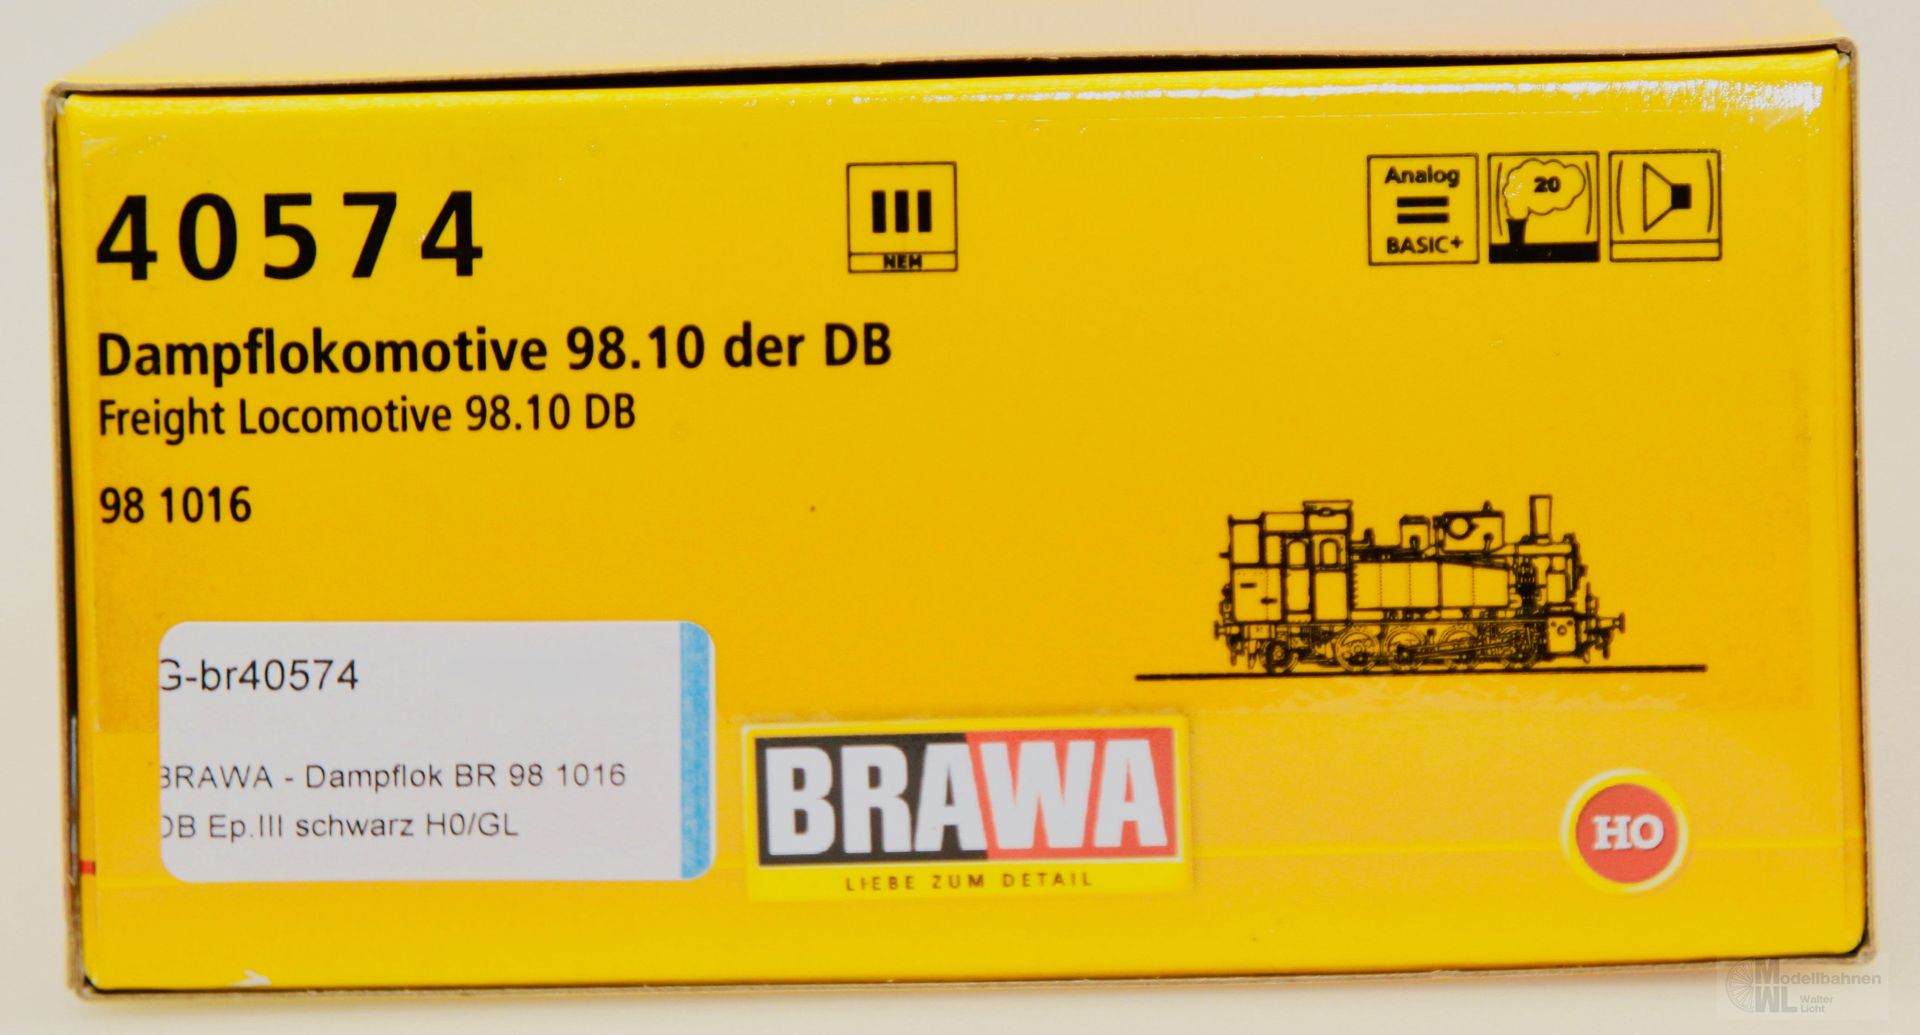 40574
III
NEM
Analog
BASIC+
20
Dampflokomotive 98.10 der DB
Freight Locomotive 98.10 DB
98 1016
G-br40574
BRAWA - Dampflok BR 98 1016
DB Ep.III schwarz H0/GL
BRAWA
LIEBE ZUM DETAIL
HO
Modellbahnen
WL Walter
Licht